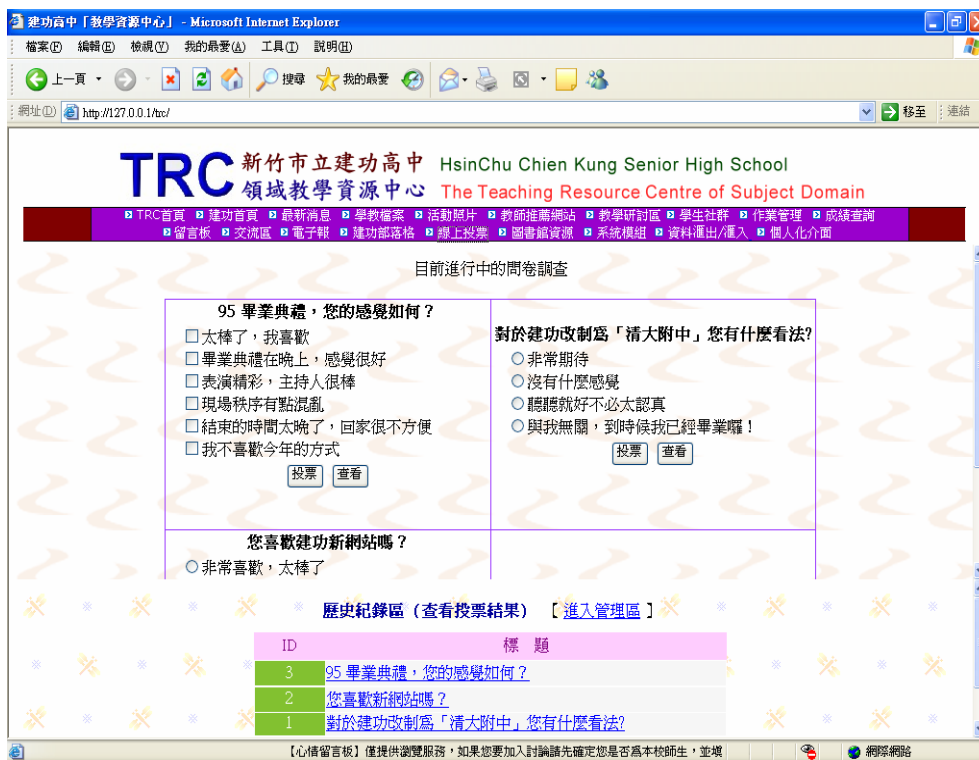 建功高中「教學資源中心」 - Microsoft Internet Explorer
檔案(F) 編輯(E) 檢視(V) 我的最愛(A) 工具(T) 說明(H)
上一頁 搜尋 我的最愛
網址(D) http://127.0.0.1/trc/ 移至 連結
TRC 新竹市立建功高中 HsinChu Chien Kung Senior High School
領域教學資源中心 The Teaching Resource Centre of Subject Domain
TRC首頁 建功首頁 最新消息 學教檔案 活動照片 教師推薦網站 教學研討區 學生社群 作業管理 成績查詢
留言板 交流區 電子報 建功部落格 線上投票 圖書館資源 系統模組 資料匯出/匯入 個人化介面
目前進行中的問卷調查
95 畢業典禮，您的感覺如何？
太棒了，我喜歡
畢業典禮在晚上，感覺很好
表演精彩，主持人很棒
現場秩序有點混亂
結束的時間太晚了，回家很不方便
我不喜歡今年的方式
投票 查看
對於建功改制為「清大附中」您有什麼看法?
非常期待
沒有什麼感覺
聽聽就好不必太認真
與我無關，到時候我已經畢業囉！
投票 查看
您喜歡建功新網站嗎？
非常喜歡，太棒了
歷史紀錄區（查看投票結果） 【 進入管理區 】
ID 標 題
3 95 畢業典禮，您的感覺如何？
2 您喜歡新網站嗎？
1 對於建功改制為「清大附中」您有什麼看法?
【心情留言板】僅提供瀏覽服務，如果您要加入討論請先確定您是否為本校師生，並填 網際網路